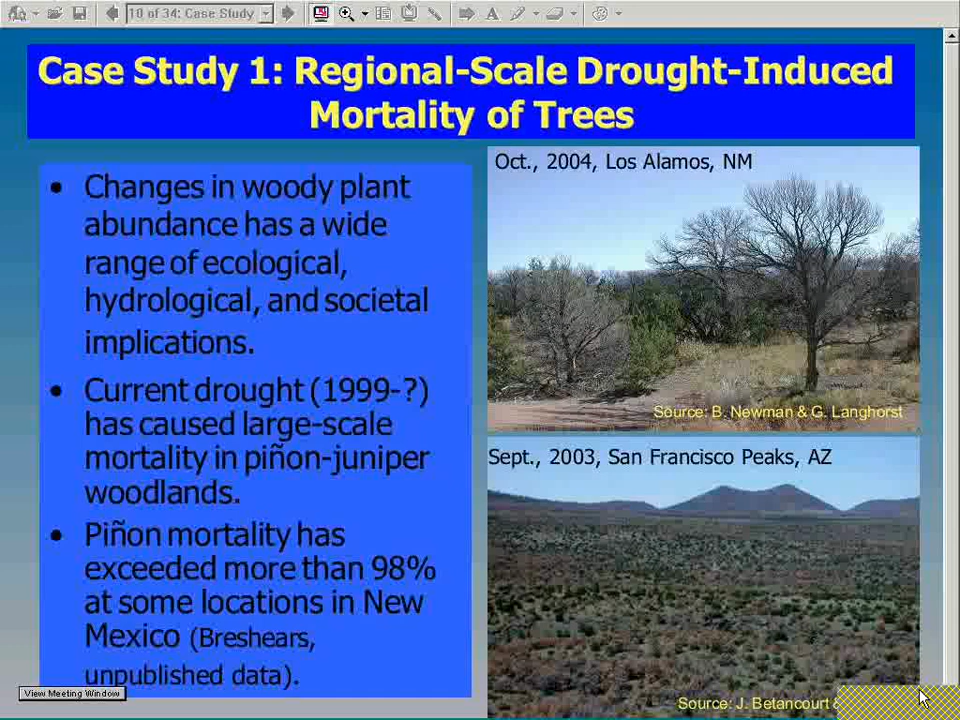 10 of 34: Case Study
Case Study 1: Regional-Scale Drought-Induced
Mortality of Trees
• Changes in woody plant
abundance has a wide
range of ecological,
hydrological, and societal
implications.
• Current drought (1999-?)
has caused large-scale
mortality in piñon-juniper
woodlands.
• Piñon mortality has
exceeded more than 98%
at some locations in New
Mexico (Breshears,
unpublished data).
Oct., 2004, Los Alamos, NM
Source: B. Newman & G. Langhorst
Sept., 2003, San Francisco Peaks, AZ
Source: J. Betancourt &
View Meeting Window